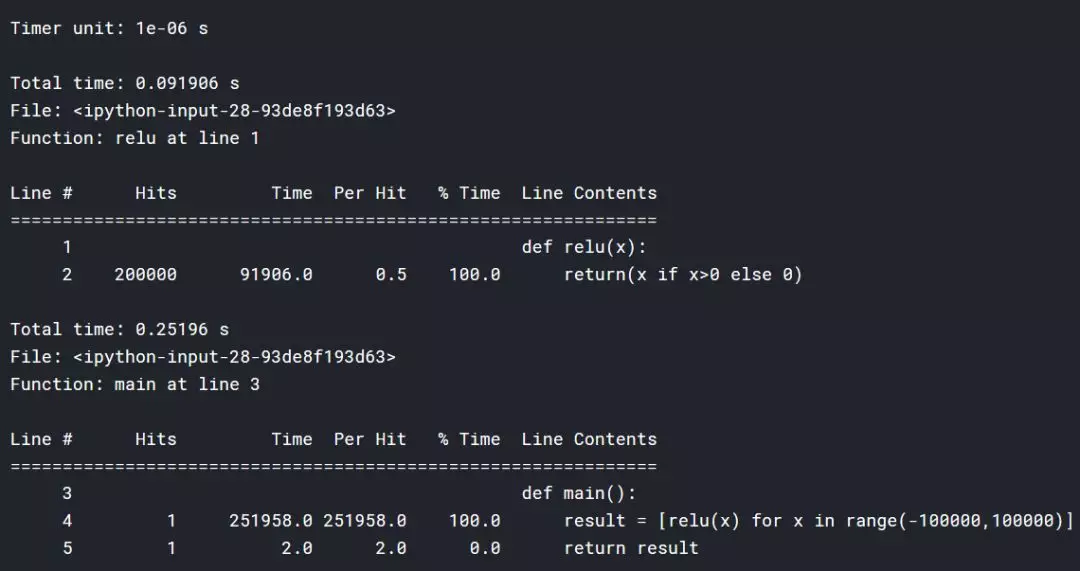 Timer unit: 1e-06 s
Total time: 0.091906 s
File: <ipython-input-28-93de8f193d63>
Function: relu at line 1
Line #      Hits         Time  Per Hit   % Time  Line Contents
==============================================================
     1                                           def relu(x):
     2    200000      91906.0      0.5    100.0      return(x if x>0 else 0)
Total time: 0.25196 s
File: <ipython-input-28-93de8f193d63>
Function: main at line 3
Line #      Hits         Time  Per Hit   % Time  Line Contents
==============================================================
     3                                           def main():
     4         1     251958.0 251958.0    100.0      result = [relu(x) for x in range(-100000,100000)]
     5         1          2.0      2.0      0.0      return result